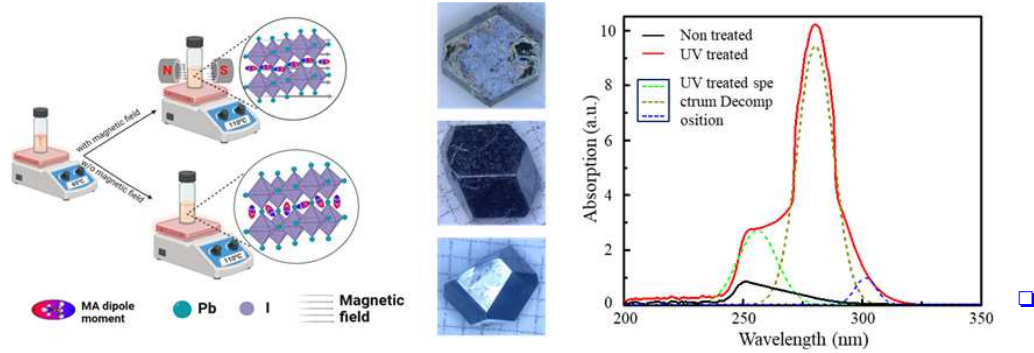 N
S
110°C
with magnetic field
w/o magnetic field
110°C
MA dipole
moment
Pb
I
Magnetic
field
10
8
6
4
2
0
Absorption (a.u.)
Non treated
UV treated
UV treated spe
ctrum Decomp
osition
200
250
300
350
Wavelength (nm)